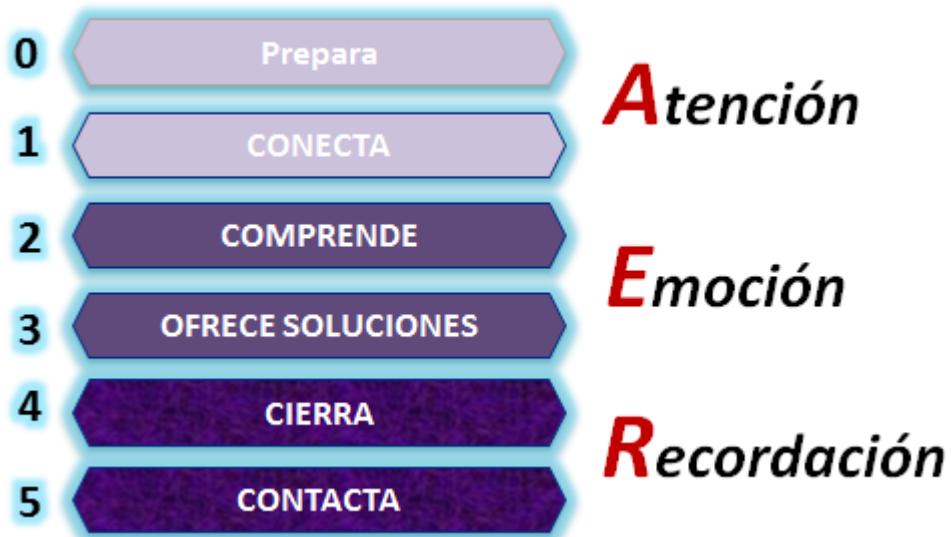 0 Prepara
Atención
1 CONECTA
2 COMPRENDE
Emoción
3 OFRECE SOLUCIONES
4 CIERRA
Recordación
5 CONTACTA